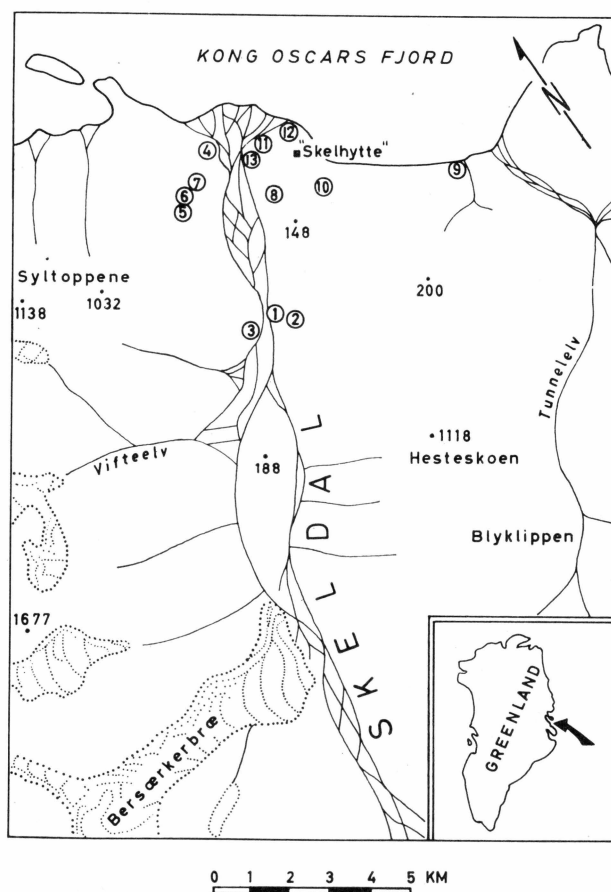 KONG OSCARS FJORD
N
12
11
4
13
"Skelhytte"
9
7
10
6
8
5
148
Syltoppene
1138
1032
200
1
2
3
Tunnelelv
1118
Hesteskoen
Vifteelv
188
Blyklippen
SKELDAL
1677
GREENLAND
Bersærkerbræ
0 1 2 3 4 5 KM